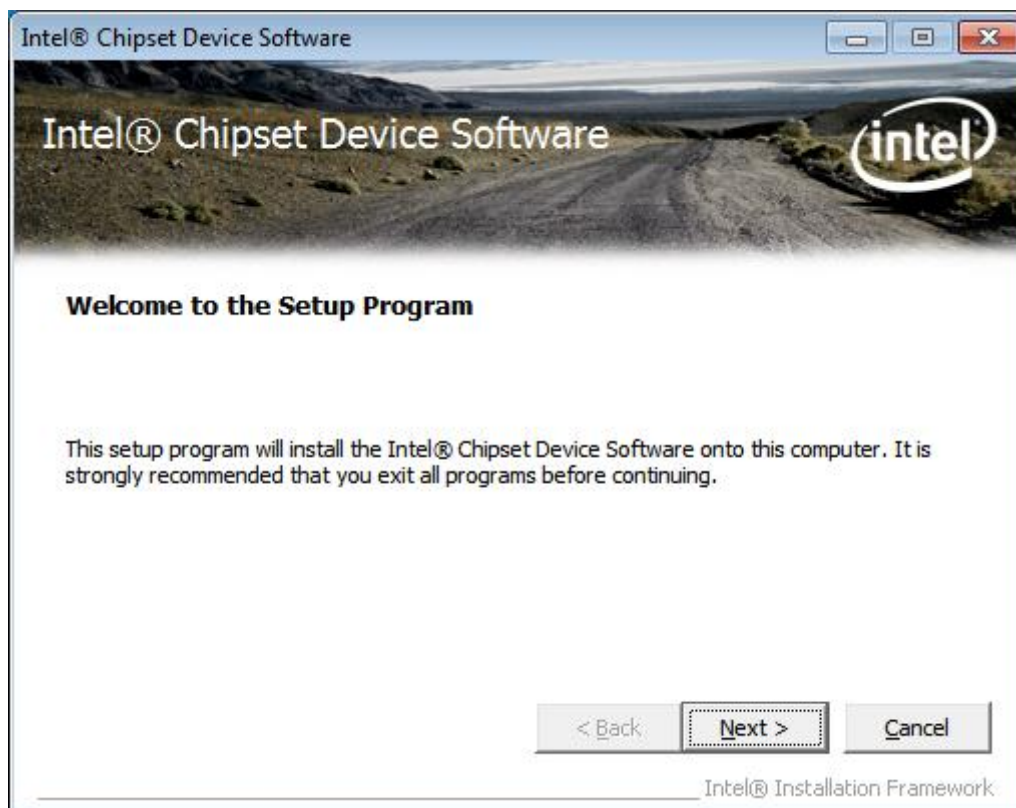 Intel® Chipset Device Software
Intel® Chipset Device Software
intel®
Welcome to the Setup Program
This setup program will install the Intel® Chipset Device Software onto this computer. It is
strongly recommended that you exit all programs before continuing.
< Back
Next >
Cancel
Intel® Installation Framework